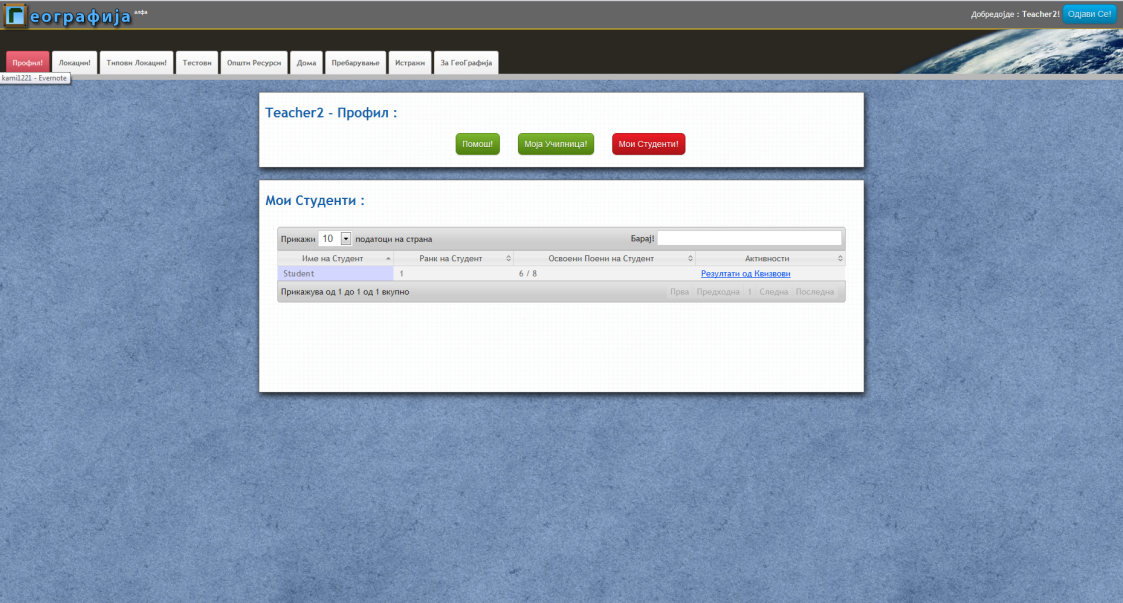 Географија алфа
Добредојде : Teacher2! Одјави Се!
Профил! Локации! Типови Локации! Тестови Општи Ресурси Дома Пребарување Истражи За ГеоГрафија
kami1221 - Evernote
Teacher2 - Профил :
Помош! Моја Училница! Мои Студенти!
Мои Студенти :
Прикажи 10 податоци на страна Барај!
Име на Студент Ранк на Студент Освоени Поени на Студент Активности
Student 1 6 / 8 Резултати од Квизови
Прикажува од 1 до 1 од 1 вкупно Прва Предходна 1 Следна Последна